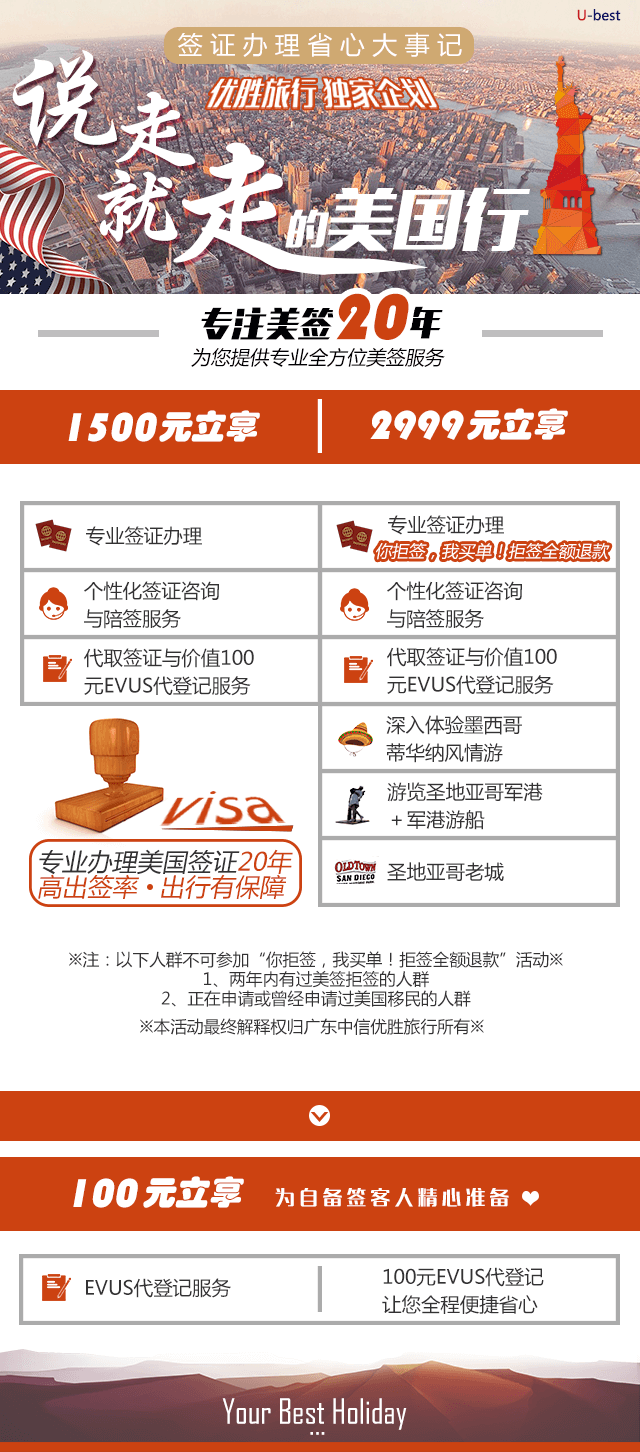 U-best
签证办理省心大事记
优胜旅行 独家企划
说走就走的美国行
专注美签20年
为您提供专业全方位美签服务
1500元立享
2999元立享
专业签证办理
专业签证办理
你拒签，我买单！拒签全额退款
个性化签证咨询
与陪签服务
个性化签证咨询
与陪签服务
代取签证与价值100
元EVUS代登记服务
代取签证与价值100
元EVUS代登记服务
深入体验墨西哥
蒂华纳风情游
游览圣地亚哥军港
+军港游船
OLD TOWN
SAN DIEGO
圣地亚哥老城
visa
专业办理美国签证20年
高出签率·出行有保障
※注：以下人群不可参加“你拒签，我买单！拒签全额退款”活动※
1、两年内有过美签拒签的人群
2、正在申请或曾经申请过美国移民的人群
※本活动最终解释权归广东中信优胜旅行所有※
100元立享 为自备签客人精心准备
EVUS代登记服务
100元EVUS代登记
让您全程便捷省心
Your Best Holiday
...